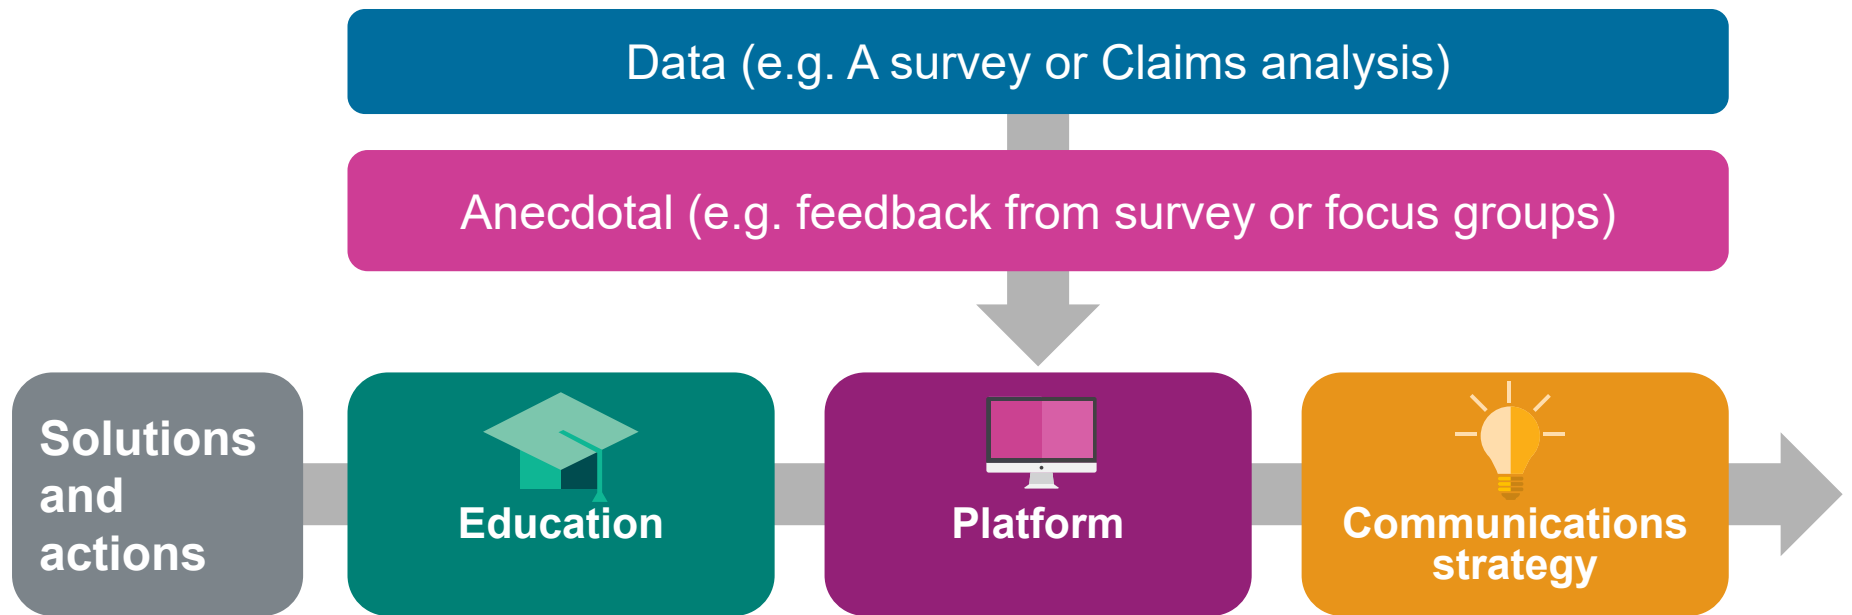 Data (e.g. A survey or Claims analysis)
Anecdotal (e.g. feedback from survey or focus groups)
Solutions
and
actions
Education
Platform
Communications
strategy